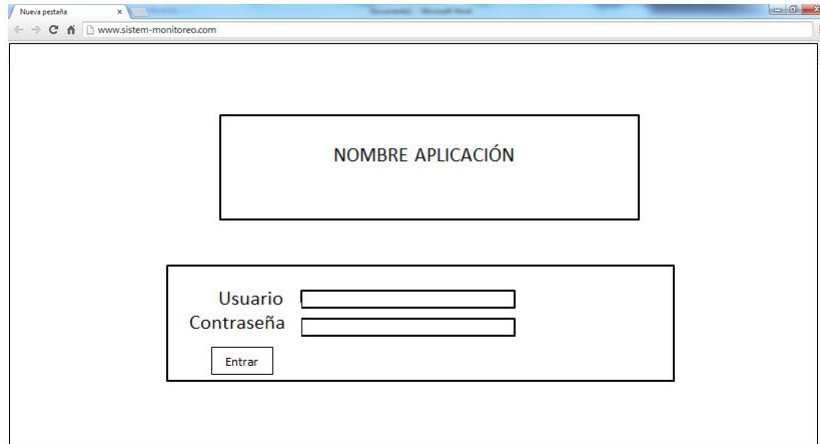 Nueva pestaña
www.sistem-monitoreo.com
NOMBRE APLICACIÓN
Usuario
Contraseña
Entrar